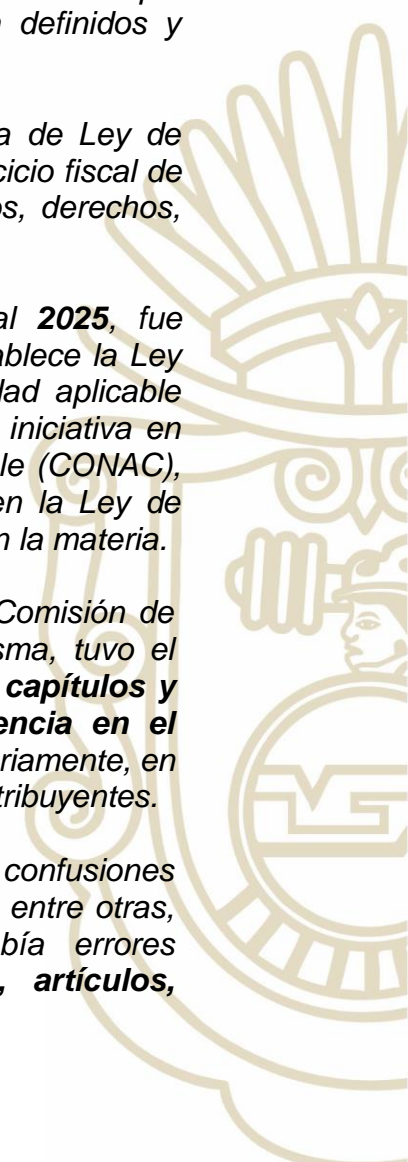 definidos y
a de Ley de
cicio fiscal de
os, derechos,
al 2025, fue
ablece la Ley
dad aplicable
iniciativa en
le (CONAC),
en la Ley de
n la materia.
Comisión de
sma, tuvo el
capítulos y
encia en el
riamente, en
tribuyentes.
confusiones
entre otras,
bía errores
, artículos,